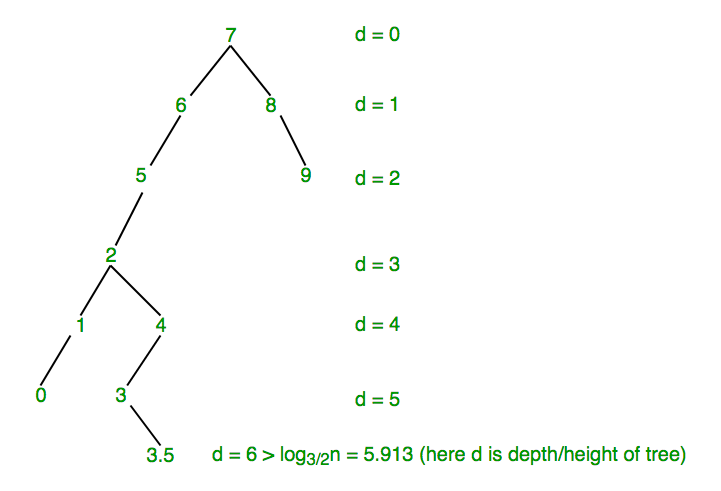 7 d = 0
6 8 d = 1
5 9 d = 2
2 d = 3
1 4 d = 4
0 3 d = 5
3.5 d = 6 > log3/2n = 5.913 (here d is depth/height of tree)